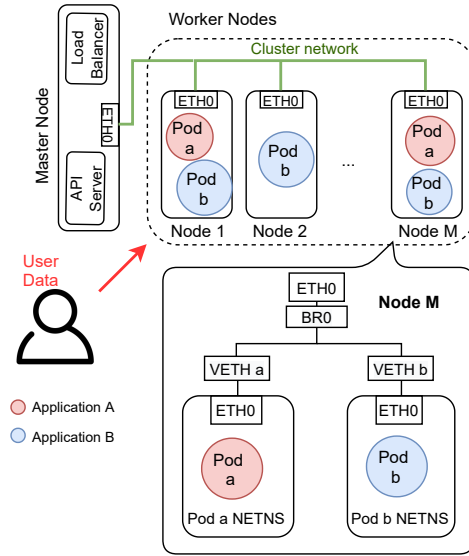 Worker Nodes
Cluster network
Master Node
Load
Balancer
ETH0
API
Server
ETH0
ETH0
ETH0
Pod
a
Pod
b
Pod
b
...
Pod
a
Pod
b
Node 1
Node 2
Node M
User
Data
ETH0
Node M
BR0
VETH a
VETH b
ETH0
ETH0
Pod
a
Pod
b
Pod a NETNS
Pod b NETNS
Application A
Application B